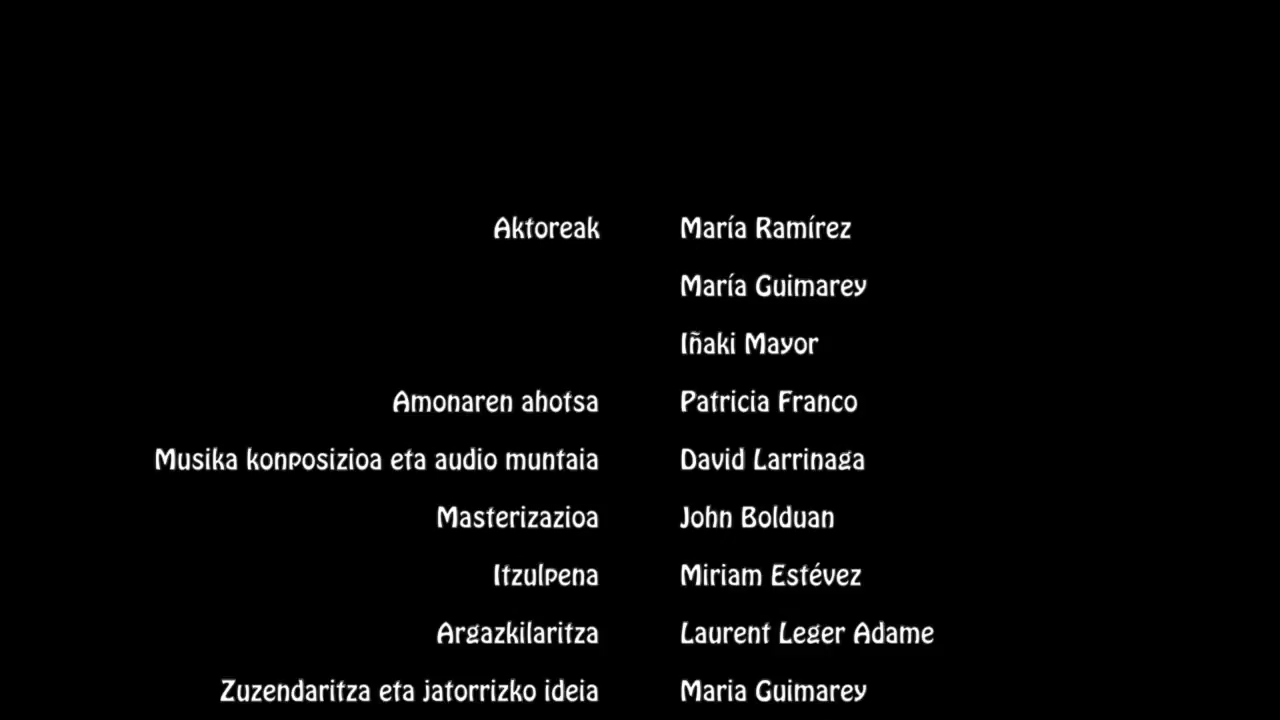 Aktoreak María Ramírez
María Guimarey
Iñaki Mayor
Amonaren ahotsa Patricia Franco
Musika konposizioa eta audio muntaia David Larrinaga
Masterizazioa John Bolduan
Itzulpena Miriam Estévez
Argazkilaritza Laurent Leger Adame
Zuzendaritza eta jatorrizko ideia Maria Guimarey